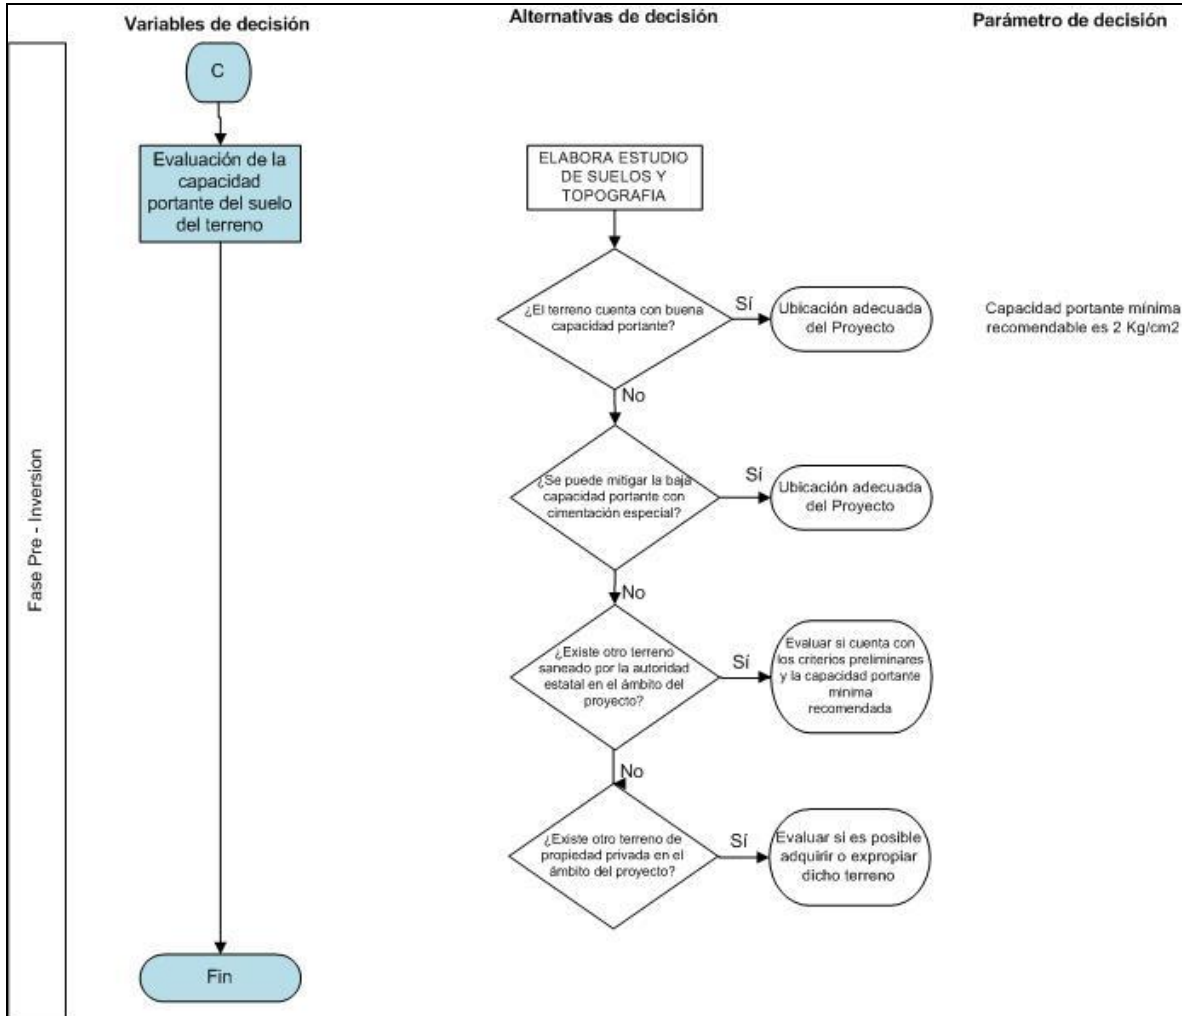 Variables de decisión
Alternativas de decisión
Parámetro de decisión
Fase Pre - Inversion
C
Evaluación de la
capacidad
portante del suelo
del terreno
Fin
ELABORA ESTUDIO
DE SUELOS Y
TOPOGRAFIA
¿El terreno cuenta con buena
capacidad portante?
Sí
Ubicación adecuada
del Proyecto
Capacidad portante mínima
recomendable es 2 Kg/cm2
No
¿Se puede mitigar la baja
capacidad portante con
cimentación especial?
Sí
Ubicación adecuada
del Proyecto
No
¿Existe otro terreno
saneado por la autoridad
estatal en el ámbito del
proyecto?
Sí
Evaluar si cuenta con
los criterios preliminares
y la capacidad portante
mínima
recomendada
No
¿Existe otro terreno de
propiedad privada en el
ámbito del proyecto?
Sí
Evaluar si es posible
adquirir o expropiar
dicho terreno